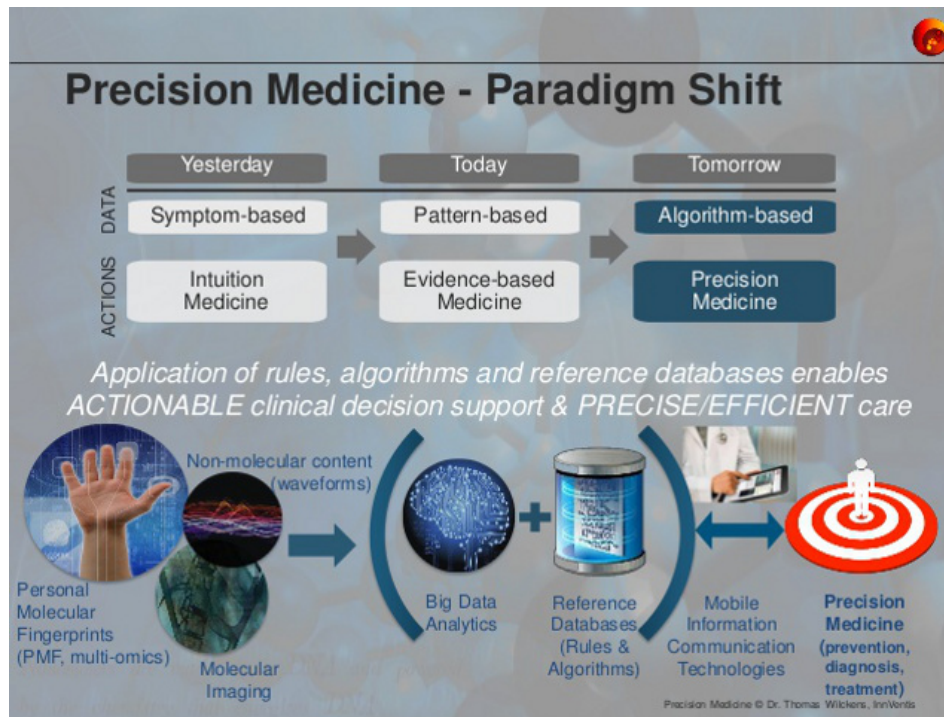 Precision Medicine - Paradigm Shift
Yesterday
Today
Tomorrow
DATA
Symptom-based
Pattern-based
Algorithm-based
ACTIONS
Intuition
Medicine
Evidence-based
Medicine
Precision
Medicine
Application of rules, algorithms and reference databases enables
ACTIONABLE clinical decision support & PRECISE/EFFICIENT care
Non-molecular content
(waveforms)
Personal
Molecular
Fingerprints
(PMF, multi-omics)
Molecular
Imaging
Big Data
Analytics
Reference
Databases
(Rules &
Algorithms)
Mobile
Information
Communication
Technologies
Precision
Medicine
(prevention,
diagnosis,
treatment)
Precision Medicine © Dr. Thomas Wilckens, InnVentis